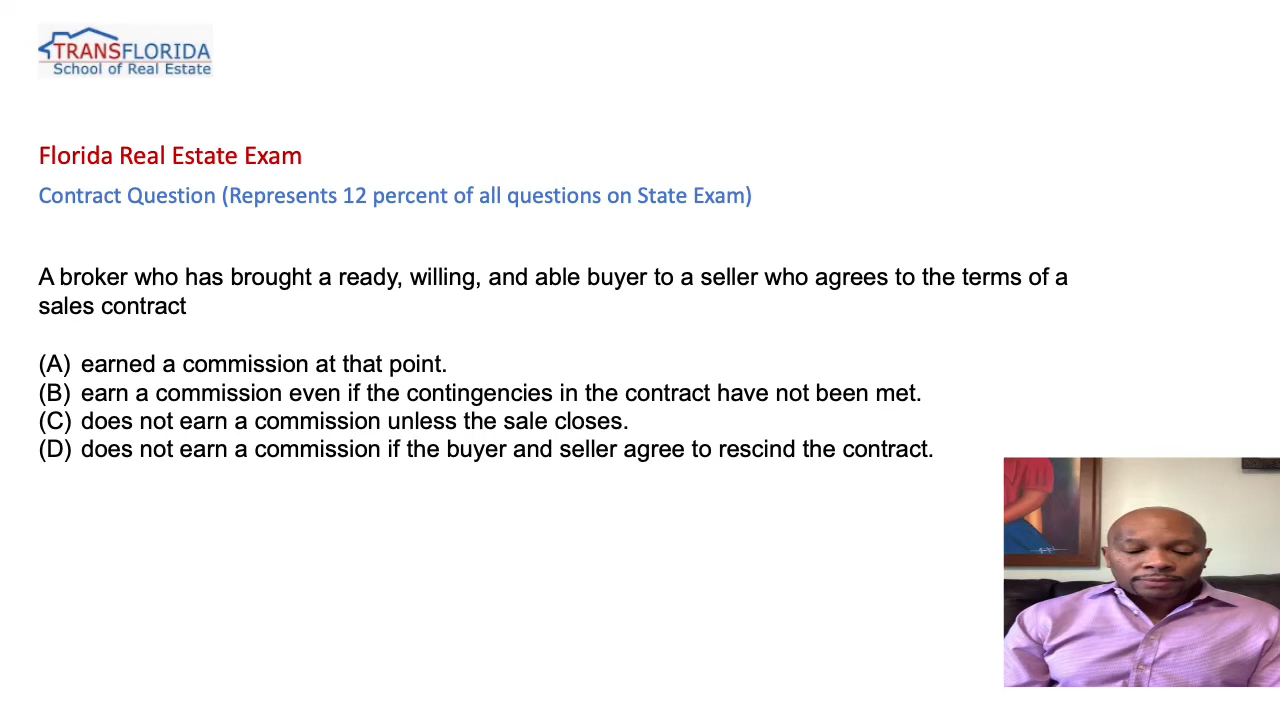 TRANSFLORIDA
School of Real Estate
Florida Real Estate Exam
Contract Question (Represents 12 percent of all questions on State Exam)
A broker who has brought a ready, willing, and able buyer to a seller who agrees to the terms of a
sales contract
(A) earned a commission at that point.
(B) earn a commission even if the contingencies in the contract have not been met.
(C) does not earn a commission unless the sale closes.
(D) does not earn a commission if the buyer and seller agree to rescind the contract.